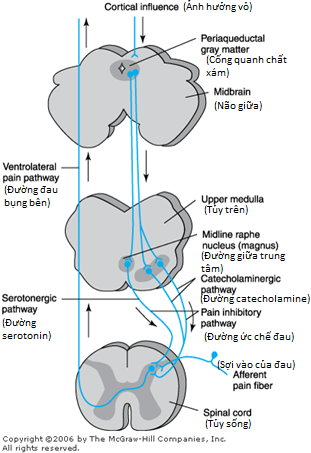 Cortical influence (Ảnh hưởng vỏ)
Periaqueductal
gray matter
(Cống quanh chất
xám)
Midbrain
(Não giữa)
Ventrolateral
pain pathway
(Đường đau
bụng bên)
Upper medulla
(Tủy trên)
Midline raphe
nucleus (magnus)
(Đường giữa trung
tâm)
Catecholaminergic
pathway
(Đường catecholamine)
Serotonergic
pathway
(Đường
serotonin)
Pain inhibitory
pathway
(Đường ức chế đau)
(Sợi vào của đau)
Afferent
pain fiber
Spinal cord
(Tủy sống)
Copyright ©2006 by The McGraw-Hill Companies, Inc.
All rights reserved.